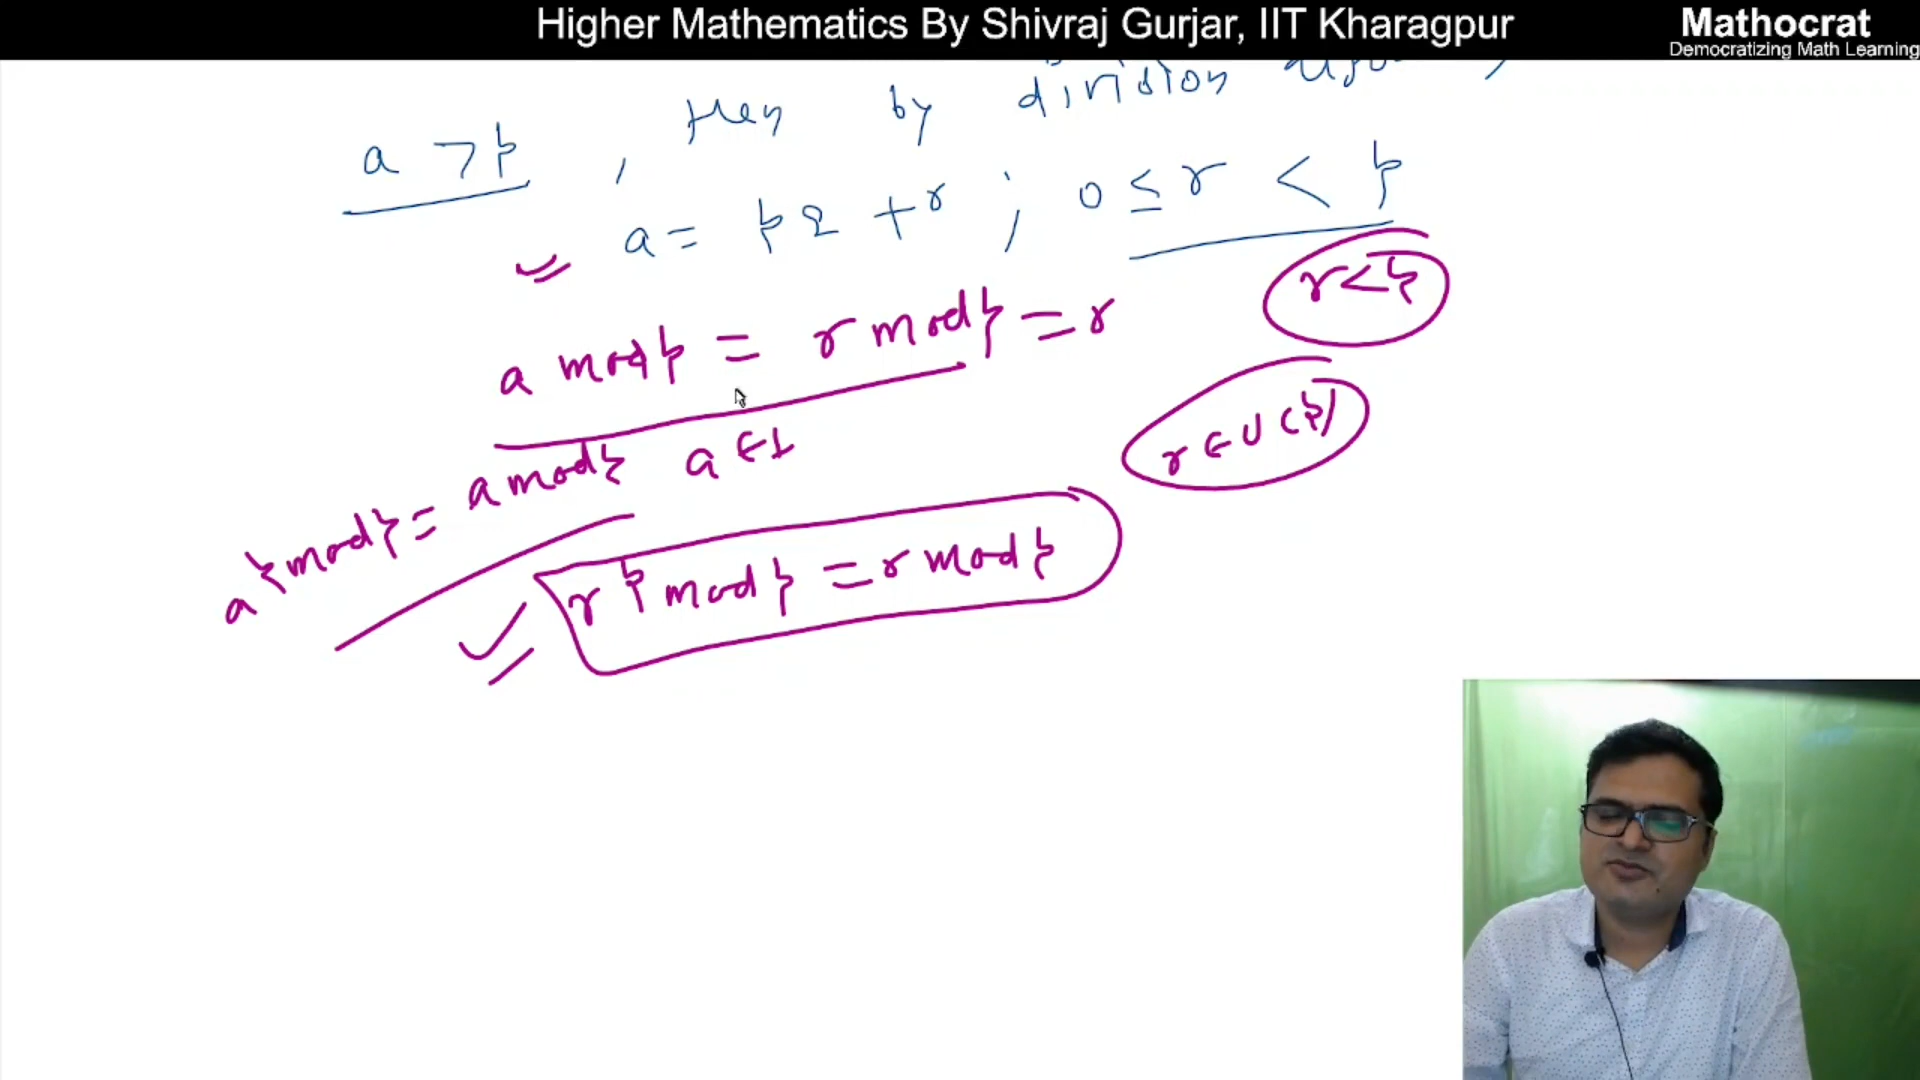 Higher Mathematics By Shivraj Gurjar, IIT Kharagpur
Mathocrat
Democratizing Math Learning
a > p , then by division
a = pq + r ; 0 ≤ r < p
r < p
a mod p = r mod p = r
r ∈ U(p)
a^p mod p = a mod p a ∈ I
r^p mod p = r mod p